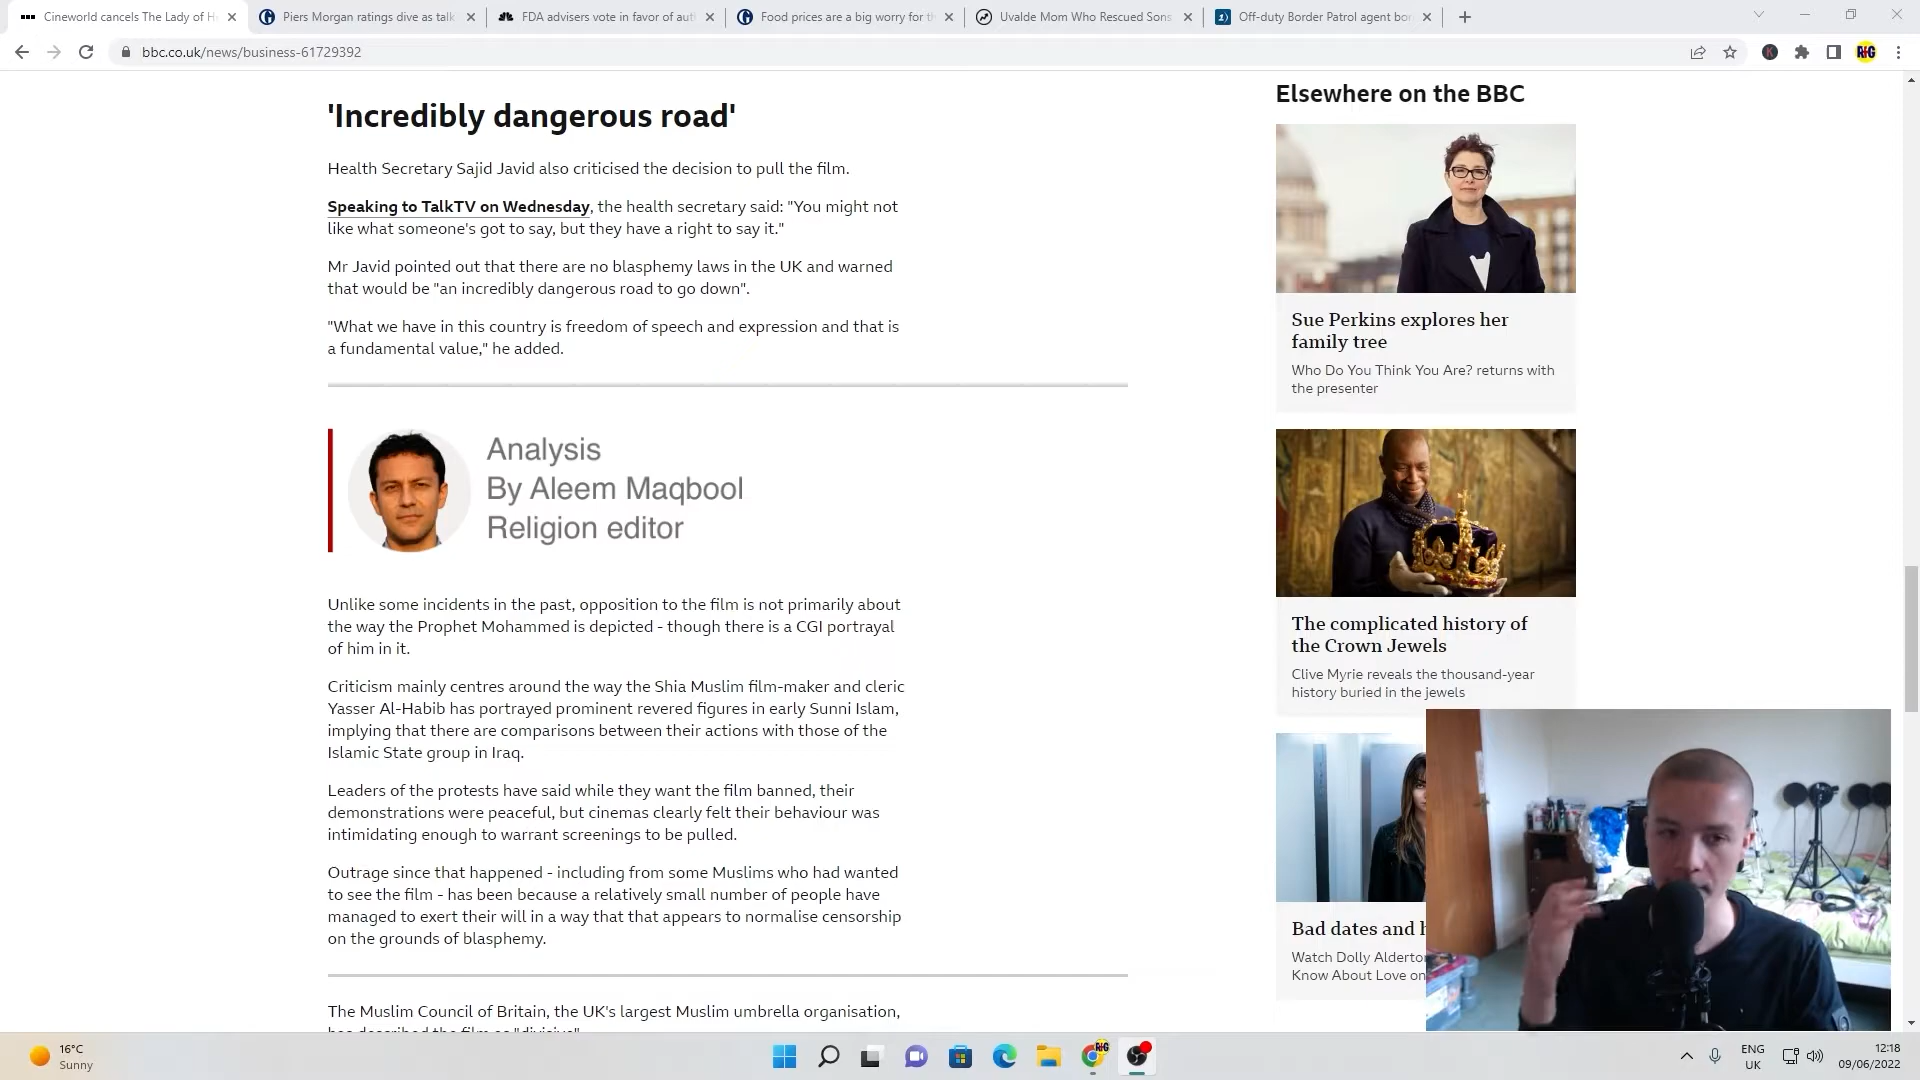 Cineworld cancels The Lady of H
Piers Morgan ratings dive as talk
FDA advisers vote in favor of aut
Food prices are a big worry for th
Uvalde Mom Who Rescued Sons
1)
Off-duty Border Patrol agent bor
bbc.co.uk/news/business-61729392
K
RIG
'Incredibly dangerous road'
Health Secretary Sajid Javid also criticised the decision to pull the film.
Speaking to TalkTV on Wednesday, the health secretary said: "You might not
like what someone's got to say, but they have a right to say it."
Mr Javid pointed out that there are no blasphemy laws in the UK and warned
that would be "an incredibly dangerous road to go down".
"What we have in this country is freedom of speech and expression and that is
a fundamental value," he added.
Analysis
By Aleem Maqbool
Religion editor
Unlike some incidents in the past, opposition to the film is not primarily about
the way the Prophet Mohammed is depicted - though there is a CGI portrayal
of him in it.
Criticism mainly centres around the way the Shia Muslim film-maker and cleric
Yasser Al-Habib has portrayed prominent revered figures in early Sunni Islam,
implying that there are comparisons between their actions with those of the
Islamic State group in Iraq.
Leaders of the protests have said while they want the film banned, their
demonstrations were peaceful, but cinemas clearly felt their behaviour was
intimidating enough to warrant screenings to be pulled.
Outrage since that happened - including from some Muslims who had wanted
to see the film - has been because a relatively small number of people have
managed to exert their will in a way that that appears to normalise censorship
on the grounds of blasphemy.
The Muslim Council of Britain, the UK's largest Muslim umbrella organisation,
has described the film as "divisive"
Elsewhere on the BBC
Sue Perkins explores her
family tree
Who Do You Think You Are? returns with
the presenter
The complicated history of
the Crown Jewels
Clive Myrie reveals the thousand-year
history buried in the jewels
Bad dates and h
Watch Dolly Alderton
Know About Love on
16°C
Sunny
RIG
ENG
UK
12:18
09/06/2022